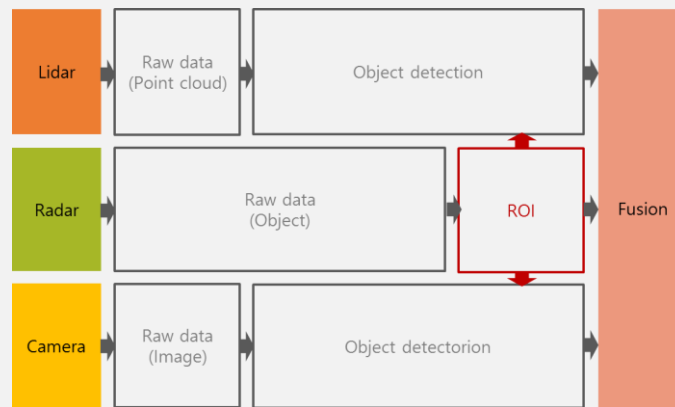 Lidar
Raw data
(Point cloud)
Object detection
Radar
Raw data
(Object)
ROI
Fusion
Camera
Raw data
(Image)
Object detectorion